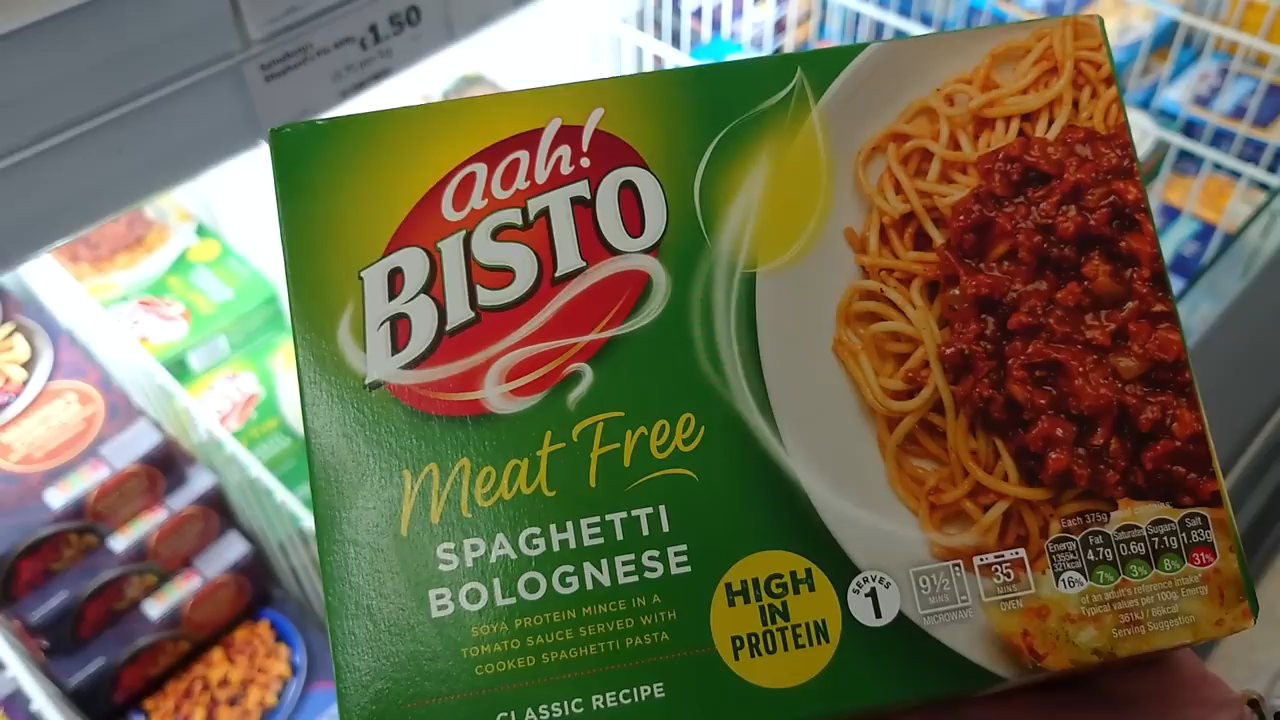 £1.50
Sainsbury's
aah!
BISTO
Meat Free
SPAGHETTI
BOLOGNESE
SOYA PROTEIN MINCE IN A
TOMATO SAUCE SERVED WITH
COOKED SPAGHETTI PASTA
CLASSIC RECIPE
HIGH
IN
PROTEIN
SERVES
1
9½
MINS
MICROWAVE
35
MINS
OVEN
Each 375g contains:
Energy
1355kJ
321kcal
16%
Fat
4.7g
7%
Saturates
0.6g
3%
Sugars
7.1g
8%
Salt
1.83g
31%
of an adult's reference intake*
Typical values per 100g: Energy
361kJ / 86kcal
Serving Suggestion